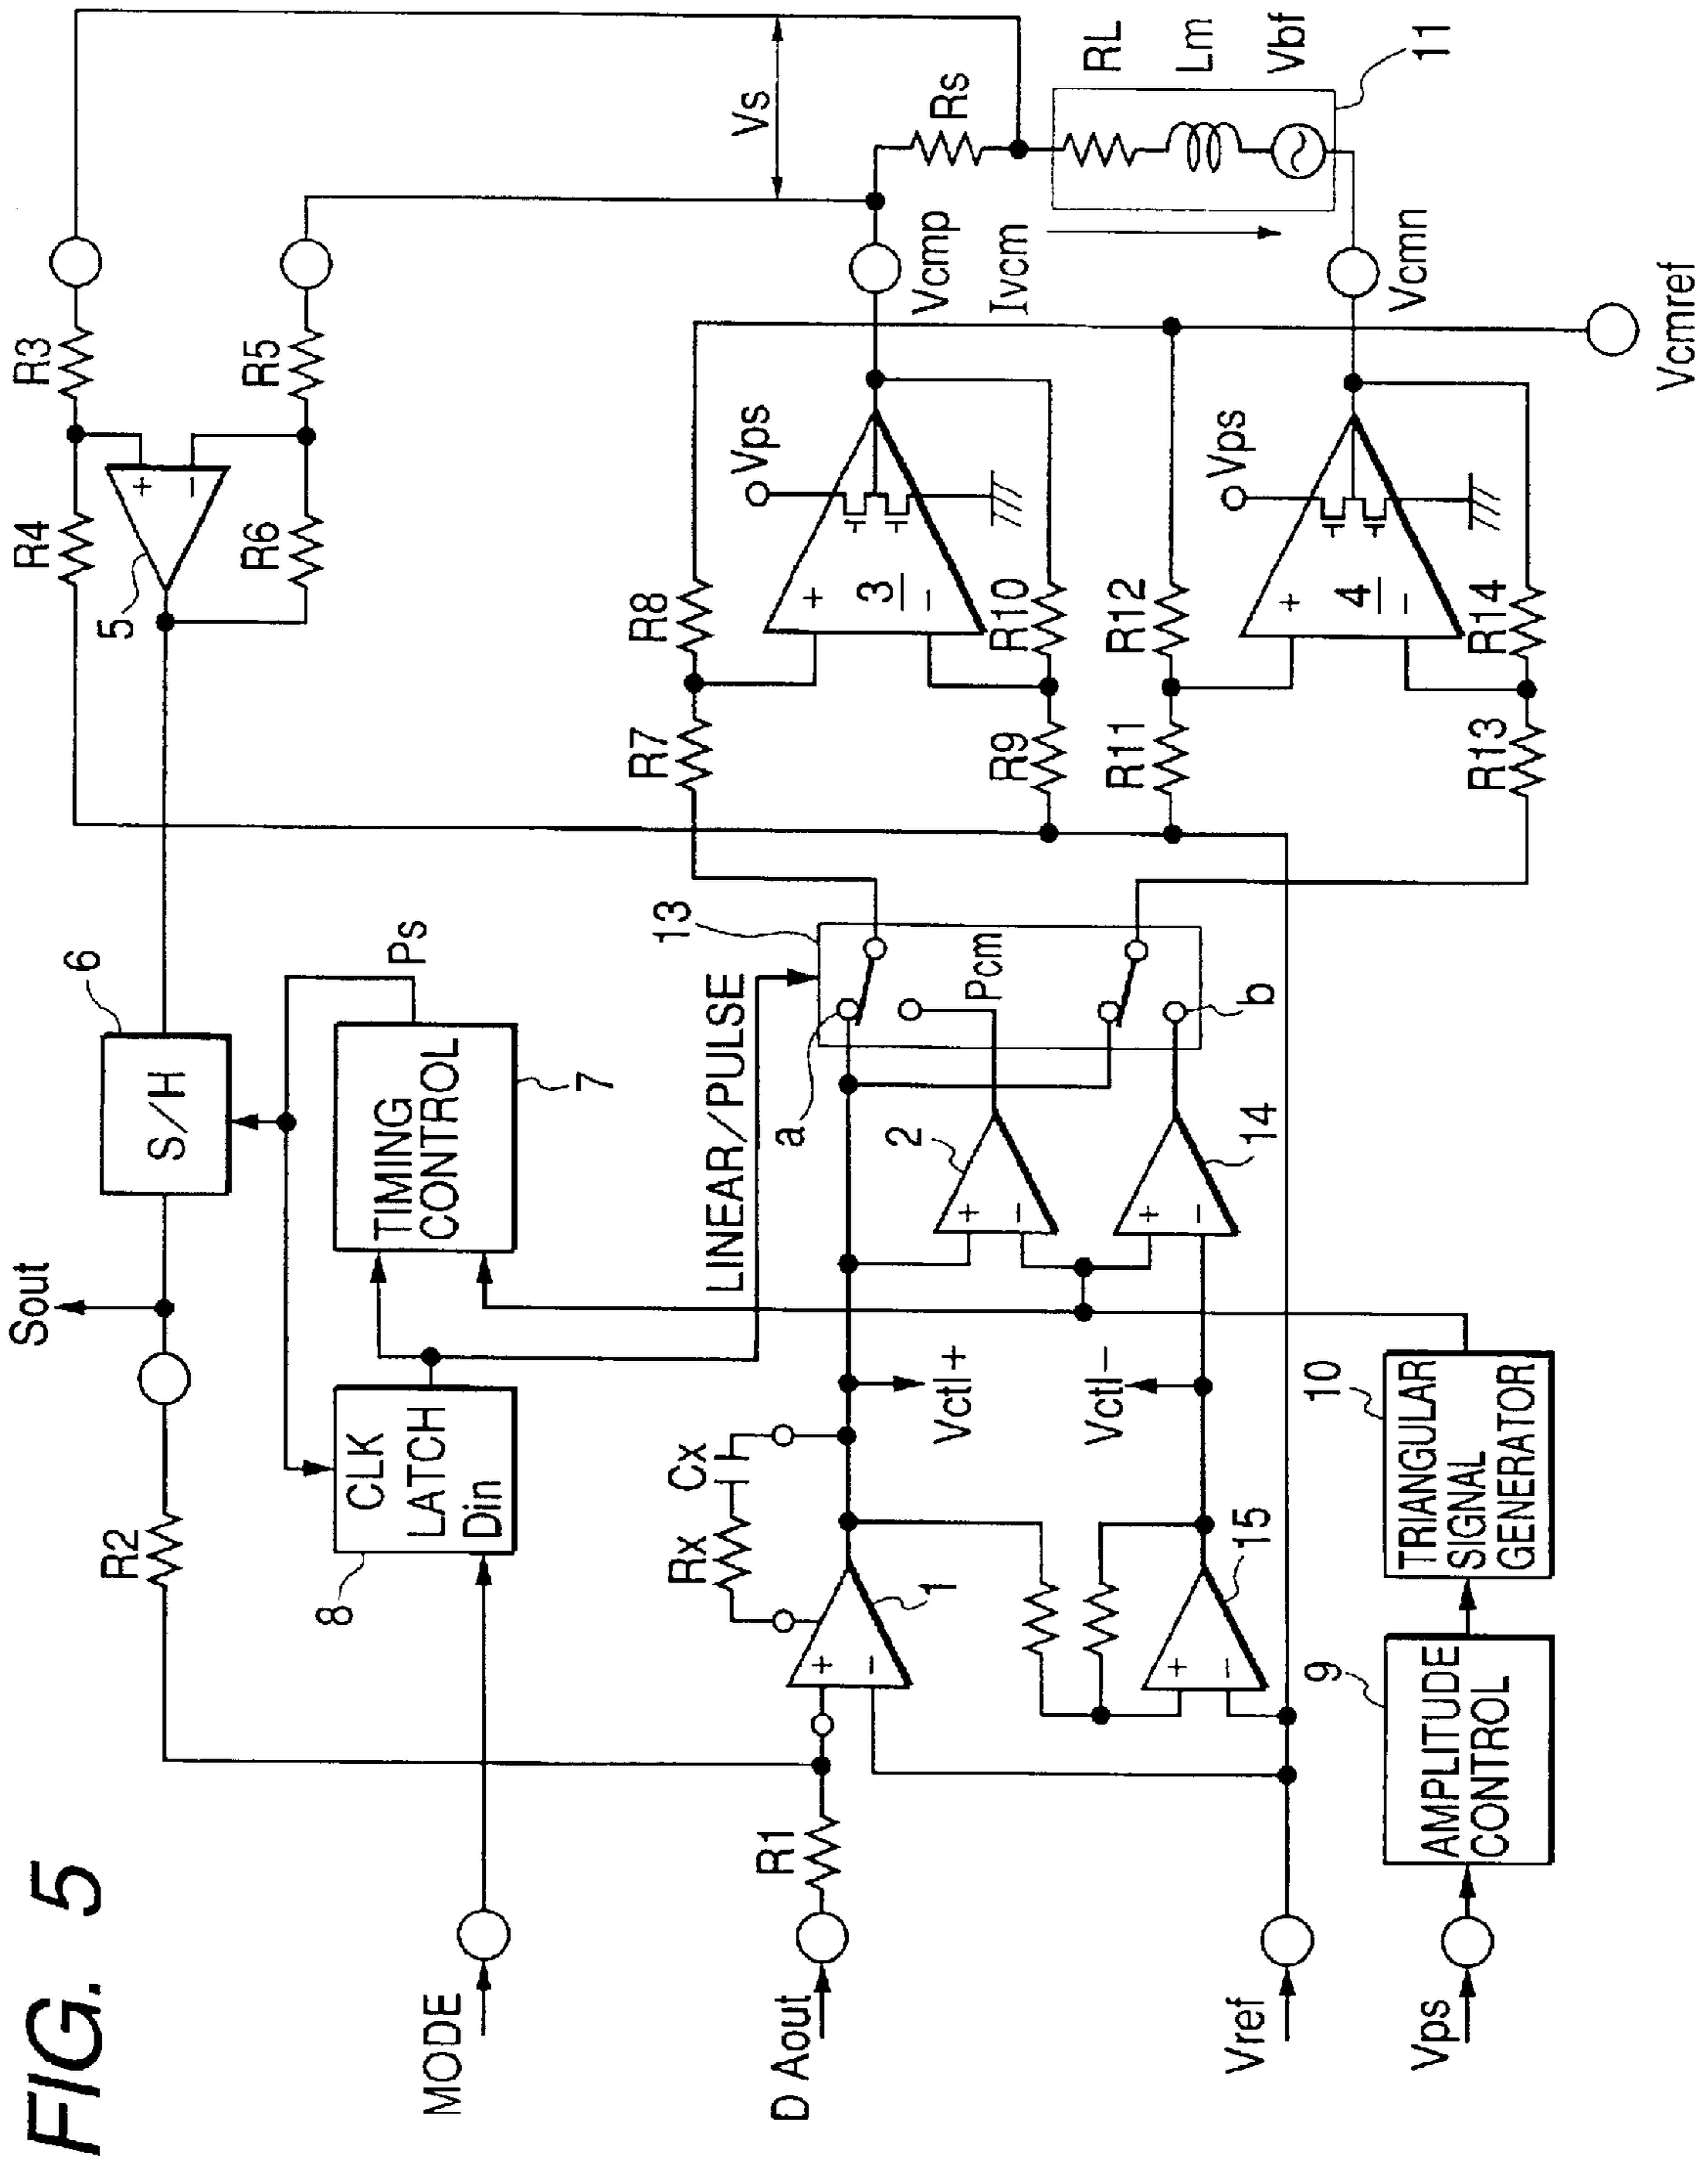 FIG. 5
Sout
6
S/H
R2
R4
R3
5
+
−
R6
R5
Vs
8
CLK
LATCH
Din
TIMING
CONTROL
7
Ps
MODE
LINEAR/PULSE
13
a
Pcm
b
Rx
Cx
1
+
−
Vctl+
Vctl−
2
+
−
14
+
−
15
+
−
R1
D Aout
Vref
Vps
9
AMPLITUDE
CONTROL
10
TRIANGULAR
SIGNAL
GENERATOR
R7
R8
Vps
+
3
−
R9
R10
R11
R12
Vps
+
4
−
R13
R14
Vcmp
Ivcm
Vcmn
Vcmref
Rs
RL
Lm
Vbf
11